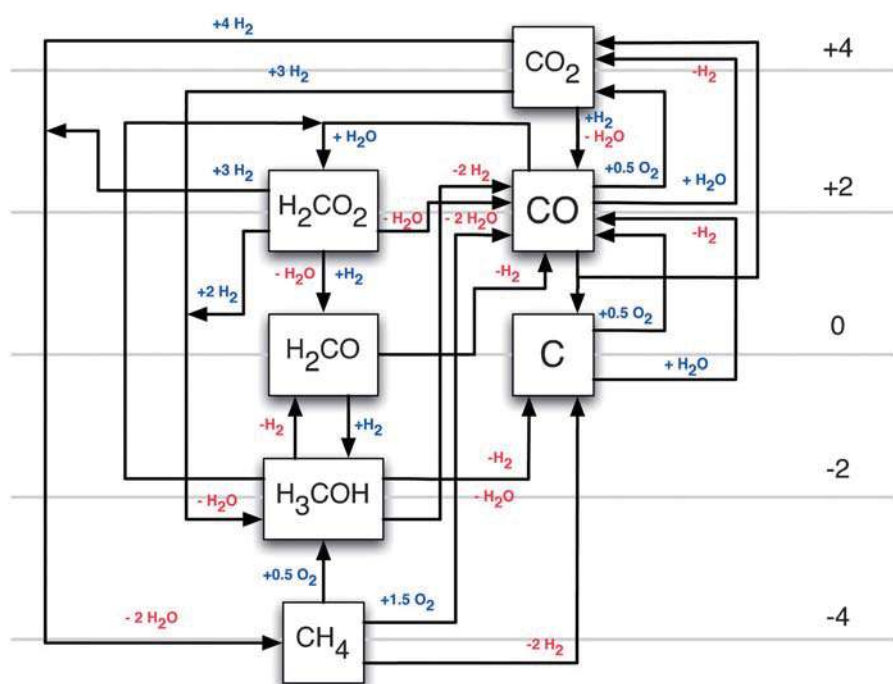 +4 H2
CO2
+4
+3 H2
-H2
+H2
- H2O
+ H2O
+3 H2
-2 H2
+0.5 O2
+ H2O
+2
H2CO2
- H2O
- 2 H2O
CO
-H2
- H2O
+H2
-H2
+2 H2
+0.5 O2
0
H2CO
C
+ H2O
-H2
+H2
-H2
-2
- H2O
H3COH
- H2O
+0.5 O2
+1.5 O2
- 2 H2O
CH4
-2 H2
-4